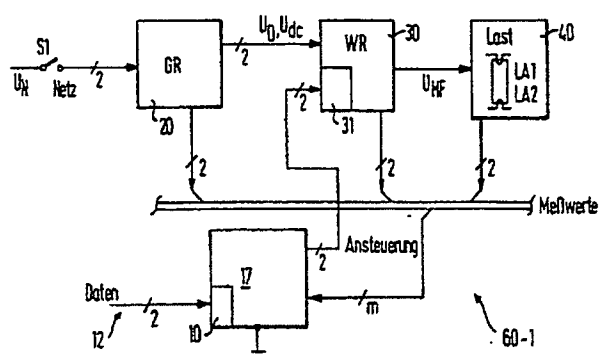 S1
U_N
Netz
2
GR
20
2
U_0, U_dc
2
WR
30
31
2
U_HF
Last
LA1
LA2
40
2
2
2
Meßwerte
Ansteuerung
2
17
10
Daten
2
12
m
60-1